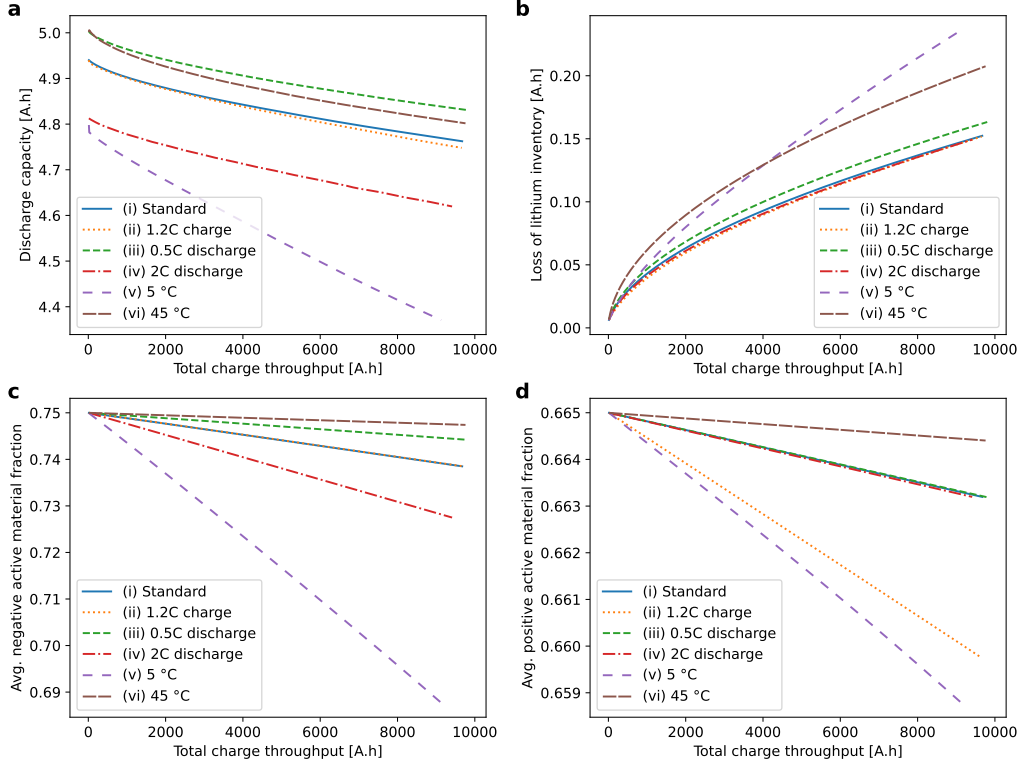 a
5.0
4.9
4.8
4.7
4.6
4.5
4.4
Discharge capacity [A.h]
(i) Standard
(ii) 1.2C charge
(iii) 0.5C discharge
(iv) 2C discharge
(v) 5 °C
(vi) 45 °C
0 2000 4000 6000 8000 10000
Total charge throughput [A.h]
b
0.20
0.15
0.10
0.05
0.00
Loss of lithium inventory [A.h]
(i) Standard
(ii) 1.2C charge
(iii) 0.5C discharge
(iv) 2C discharge
(v) 5 °C
(vi) 45 °C
0 2000 4000 6000 8000 10000
Total charge throughput [A.h]
c
0.75
0.74
0.73
0.72
0.71
0.70
0.69
Avg. negative active material fraction
(i) Standard
(ii) 1.2C charge
(iii) 0.5C discharge
(iv) 2C discharge
(v) 5 °C
(vi) 45 °C
0 2000 4000 6000 8000 10000
Total charge throughput [A.h]
d
0.665
0.664
0.663
0.662
0.661
0.660
0.659
Avg. positive active material fraction
(i) Standard
(ii) 1.2C charge
(iii) 0.5C discharge
(iv) 2C discharge
(v) 5 °C
(vi) 45 °C
0 2000 4000 6000 8000 10000
Total charge throughput [A.h]